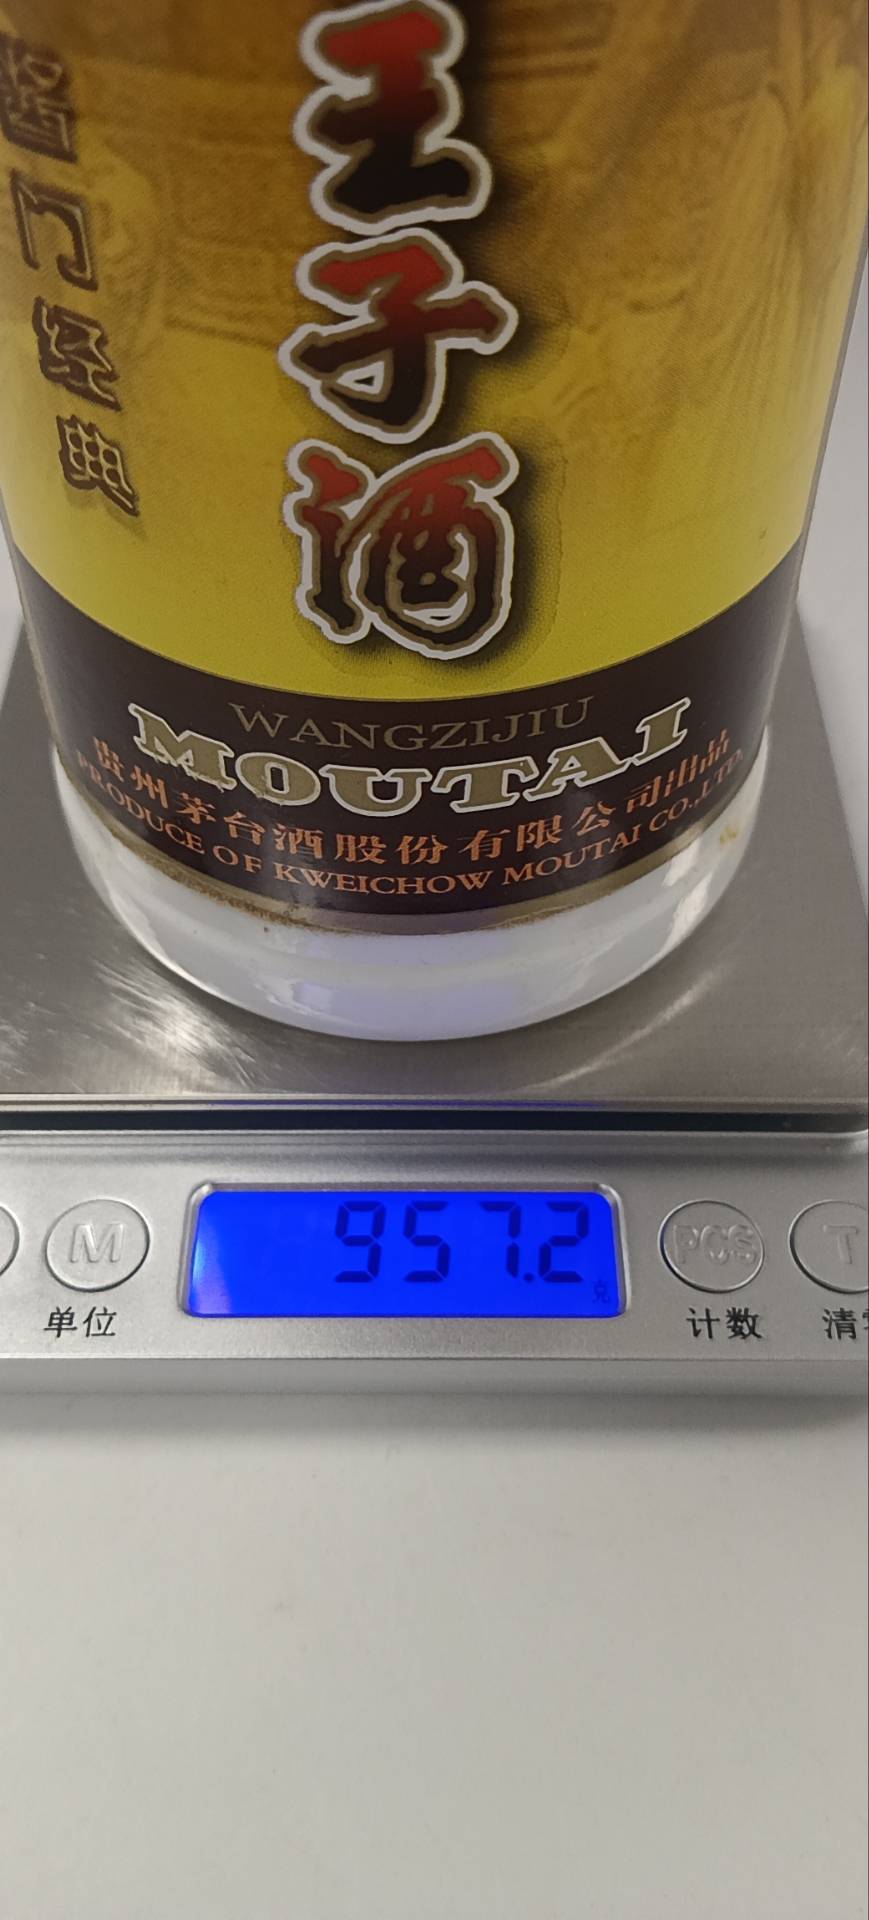 王子酒
酱门经典
WANGZIJIU
MOUTAI
贵州茅台酒股份有限公司出品
PRODUCE OF KWEICHOW MOUTAI CO.,LTD.
957.2
克
M
PCS
T
单位
计数
清